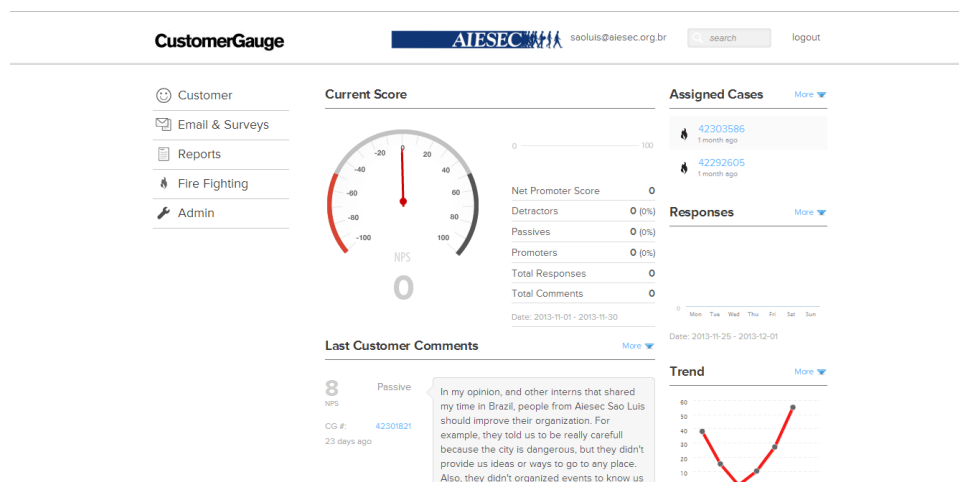 CustomerGauge
AIESEC
saoluis@aiesec.org.br
search
logout
Customer
Email & Surveys
Reports
Fire Fighting
Admin
Current Score
-100
-80
-60
-40
-20
0
20
40
60
80
100
NPS
0
0
100
Net Promoter Score 0
Detractors 0 (0%)
Passives 0 (0%)
Promoters 0 (0%)
Total Responses 0
Total Comments 0
Date: 2013-11-01 - 2013-11-30
Last Customer Comments More
8 Passive
NPS
CG #: 42301821
23 days ago
In my opinion, and other interns that shared
my time in Brazil, people from Aiesec Sao Luis
should improve their organization. For
example, they told us to be really carefull
because the city is dangerous, but they didn't
provide us ideas or ways to go to any place.
Also, they didn't organized events to know us
Assigned Cases More
42303586
1 month ago
42292605
1 month ago
Responses More
0
Mon Tue Wed Thu Fri Sat Sun
Date: 2013-11-25 - 2013-12-01
Trend More
60
50
40
30
20
10